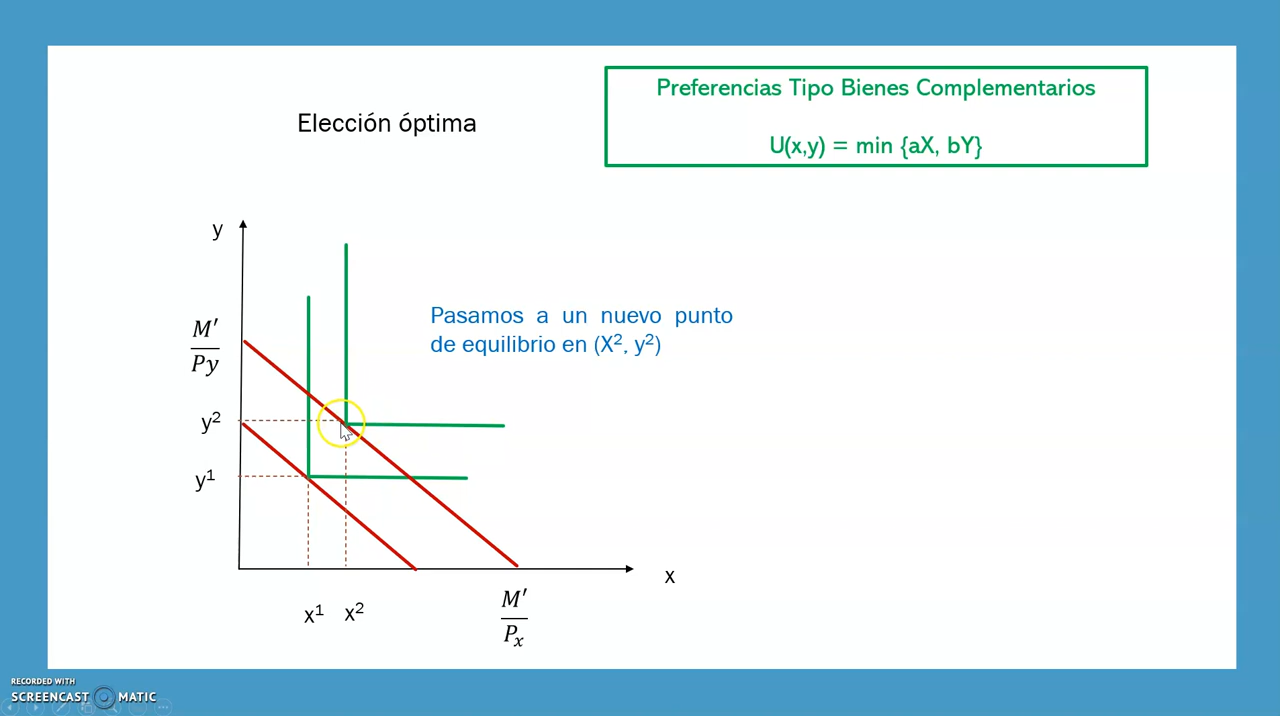 Preferencias Tipo Bienes Complementarios
Elección óptima
U(x,y) = min {aX, bY}
y
Pasamos a un nuevo punto
de equilibrio en (X², y²)
M′
Py
y²
y¹
x
x¹ x²
M′
Pₓ
RECORDED WITH
SCREENCAST MATIC